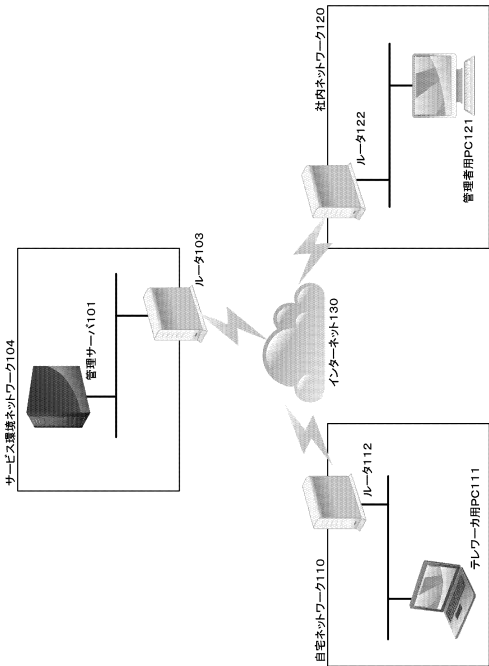 サービス環境ネットワーク104
管理サーバ101
ルータ103
インターネット130
自宅ネットワーク110
ルータ112
テレワーカ用PC111
社内ネットワーク120
ルータ122
管理者用PC121